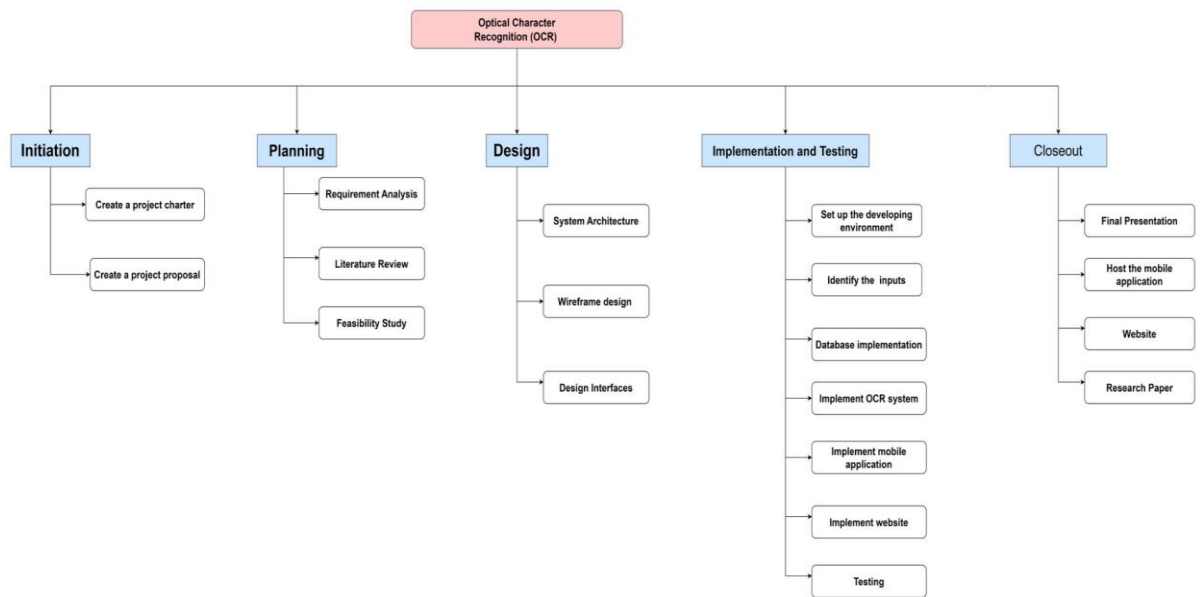 Optical Character
Recognition (OCR)
Initiation
Create a project charter
Create a project proposal
Planning
Requirement Analysis
Literature Review
Feasibility Study
Design
System Architecture
Wireframe design
Design Interfaces
Implementation and Testing
Set up the developing
environment
Identify the inputs
Database implementation
Implement OCR system
Implement mobile
application
Implement website
Testing
Closeout
Final Presentation
Host the mobile
application
Website
Research Paper